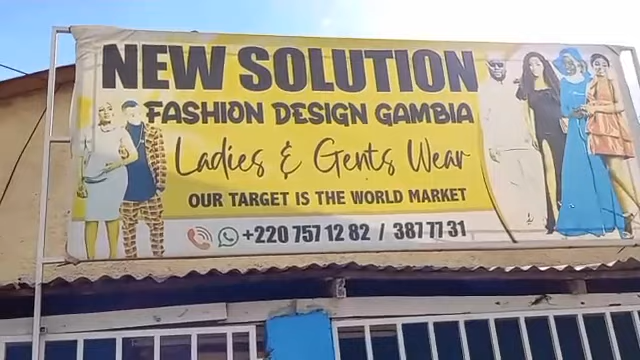 NEW SOLUTION
FASHION DESIGN GAMBIA
Ladies & Gents Wear
OUR TARGET IS THE WORLD MARKET
+220 757 12 82 / 387 77 31